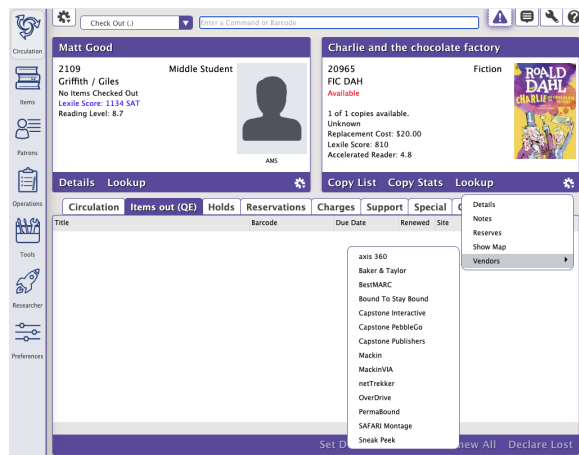 Check Out (.)
Enter a Command or Barcode
Circulation
Items
Patrons
Operations
Tools
Researcher
Preferences
Matt Good
2109
Middle Student
Griffith / Giles
No Items Checked Out
Lexile Score: 1134 SAT
Reading Level: 8.7
AMS
Details
Lookup
Charlie and the chocolate factory
20965
Fiction
FIC DAH
Available
1 of 1 copies available.
Unknown
Replacement Cost: $20.00
Lexile Score: 810
Accelerated Reader: 4.8
ROALD
DAHL
CHARLIE
Copy List
Copy Stats
Lookup
Circulation
Items out (QE)
Holds
Reservations
Charges
Support
Special
Title
Barcode
Due Date
Renewed
Site
Details
Notes
Reserves
Show Map
Vendors
axis 360
Baker & Taylor
BestMARC
Bound To Stay Bound
Capstone Interactive
Capstone PebbleGo
Capstone Publishers
Mackin
MackinVIA
netTrekker
OverDrive
PermaBound
SAFARI Montage
Sneak Peek
Set D
new All
Declare Lost